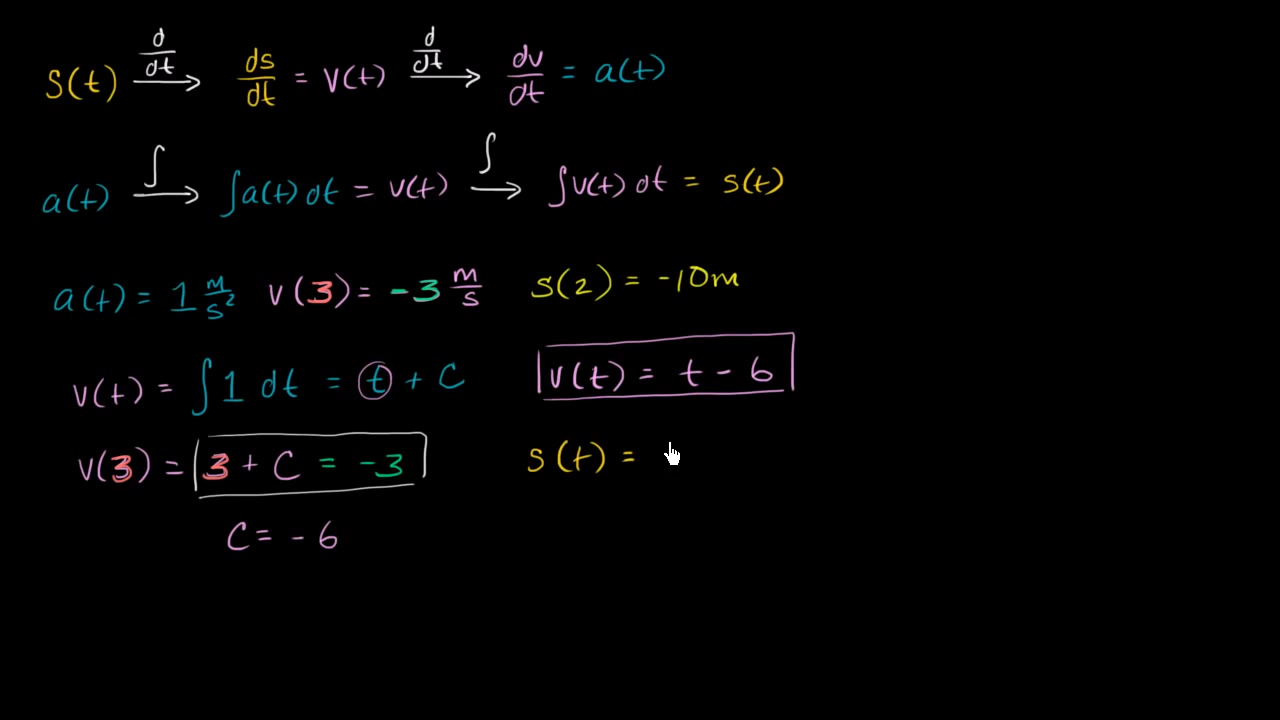 S(t) d/dt → ds/dt = v(t) d/dt → dv/dt = a(t)
a(t) ∫ → ∫a(t) dt = v(t) ∫ → ∫v(t) dt = s(t)
a(t) = 1 m/s² v(3) = -3 m/s s(2) = -10m
v(t) = ∫1 dt = t + C v(t) = t - 6
v(3) = 3 + C = -3 s(t) =
C = -6